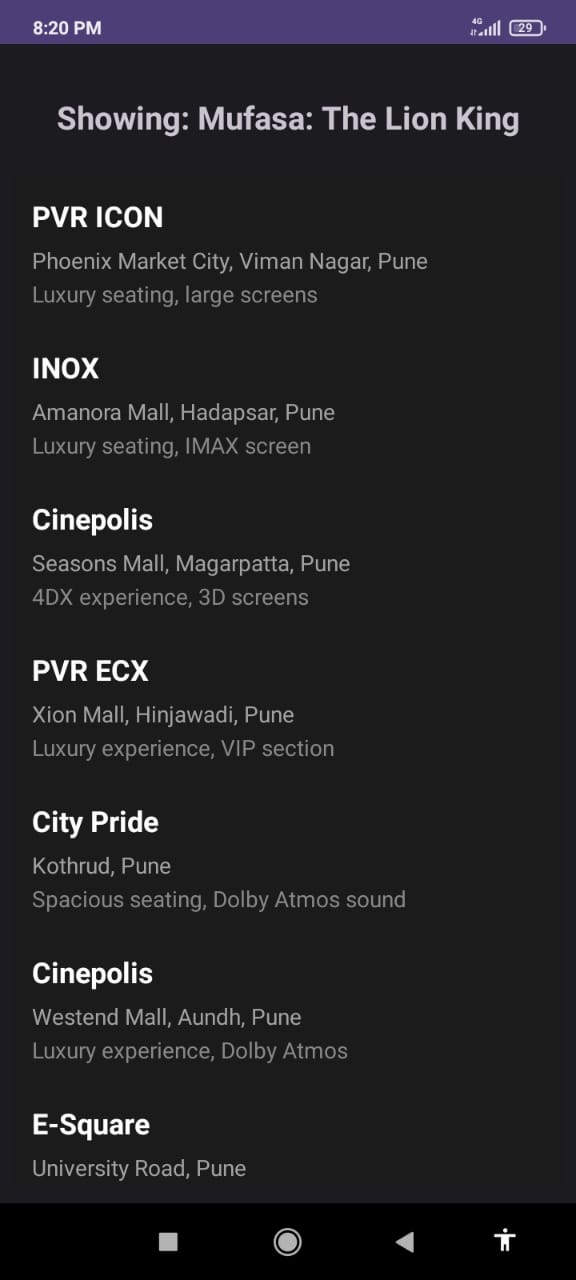 8:20 PM
4G
29
Showing: Mufasa: The Lion King
PVR ICON
Phoenix Market City, Viman Nagar, Pune
Luxury seating, large screens
INOX
Amanora Mall, Hadapsar, Pune
Luxury seating, IMAX screen
Cinepolis
Seasons Mall, Magarpatta, Pune
4DX experience, 3D screens
PVR ECX
Xion Mall, Hinjawadi, Pune
Luxury experience, VIP section
City Pride
Kothrud, Pune
Spacious seating, Dolby Atmos sound
Cinepolis
Westend Mall, Aundh, Pune
Luxury experience, Dolby Atmos
E-Square
University Road, Pune